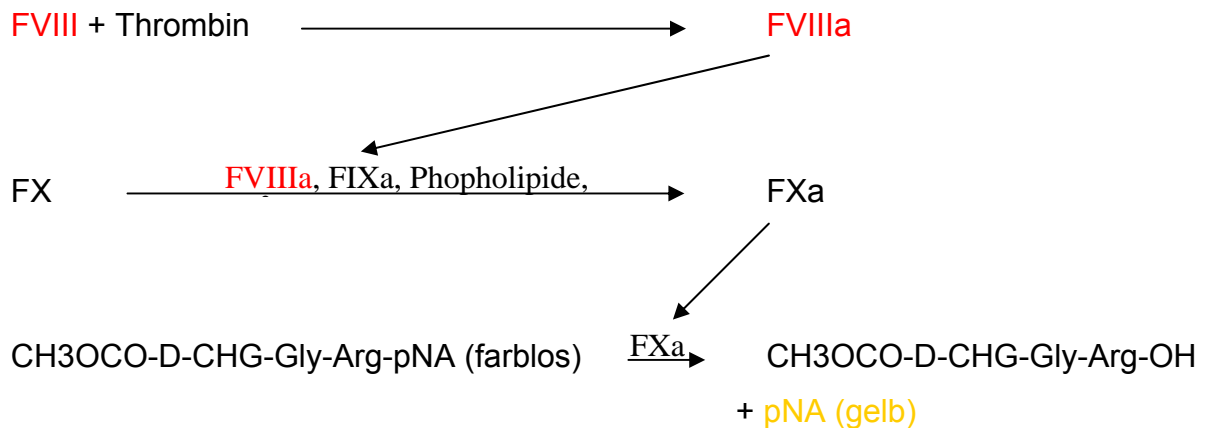 FVIII + Thrombin FVIIIa
FVIIIa, FIXa, Phopholipide,
FX FXa
FXa
CH3OCO-D-CHG-Gly-Arg-pNA (farblos) CH3OCO-D-CHG-Gly-Arg-OH
+ pNA (gelb)